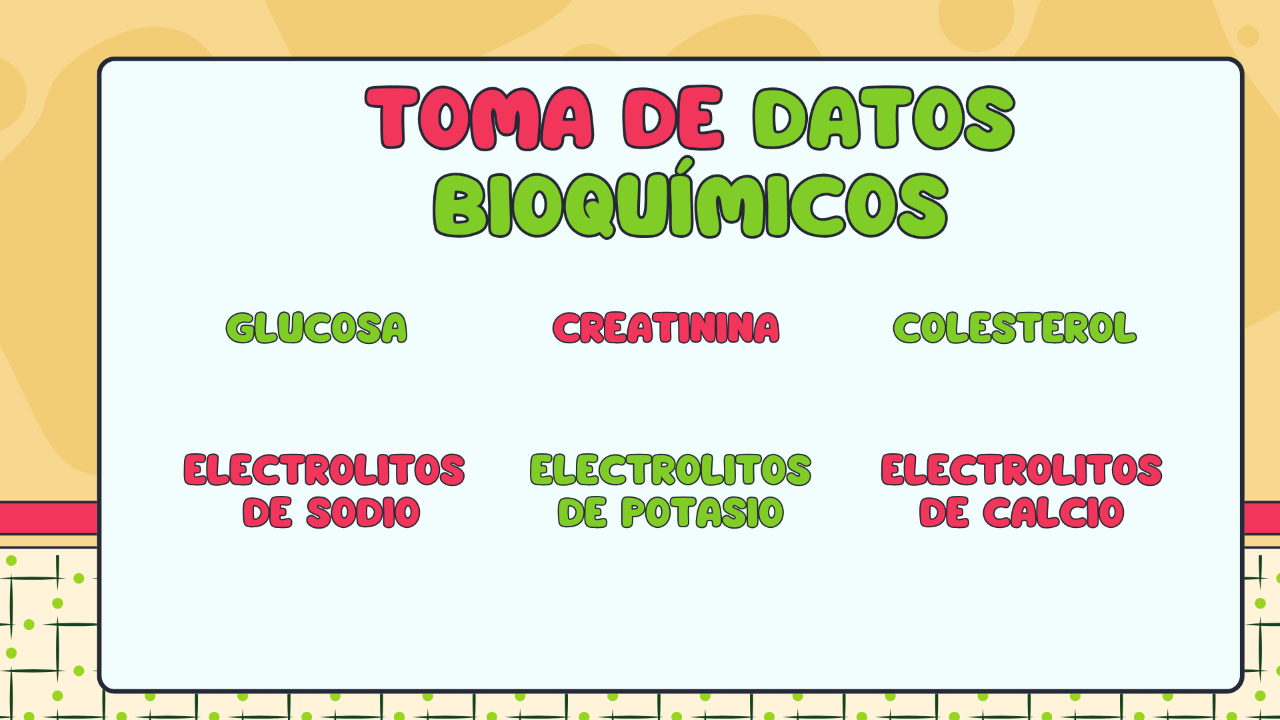 TOMA DE DATOS
BIOQUÍMICOS
GLUCOSA
CREATININA
COLESTEROL
ELECTROLITOS
DE SODIO
ELECTROLITOS
DE POTASIO
ELECTROLITOS
DE CALCIO